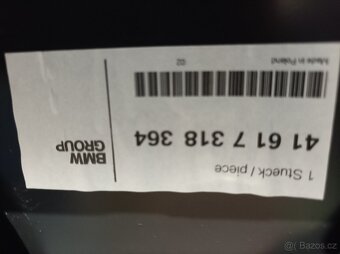 BMW
GROUP
1 Stueck / piece
41 61 7 318 364
02
Made in Poland
Bazos.cz